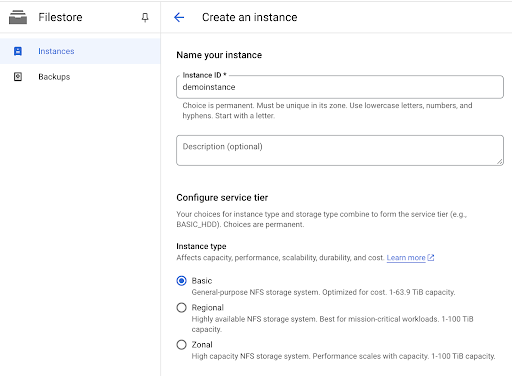 Filestore
Create an instance
Instances
Backups
Name your instance
Instance ID *
demoinstance
Choice is permanent. Must be unique in its zone. Use lowercase letters, numbers, and
hyphens. Start with a letter.
Description (optional)
Configure service tier
Your choices for instance type and storage type combine to form the service tier (e.g.,
BASIC_HDD). Choices are permanent.
Instance type
Affects capacity, performance, scalability, durability, and cost. Learn more
Basic
General-purpose NFS storage system. Optimized for cost. 1-63.9 TiB capacity.
Regional
Highly available NFS storage system. Best for mission-critical workloads. 1-100 TiB
capacity.
Zonal
High capacity NFS storage system. Performance scales with capacity. 1-100 TiB capacity.